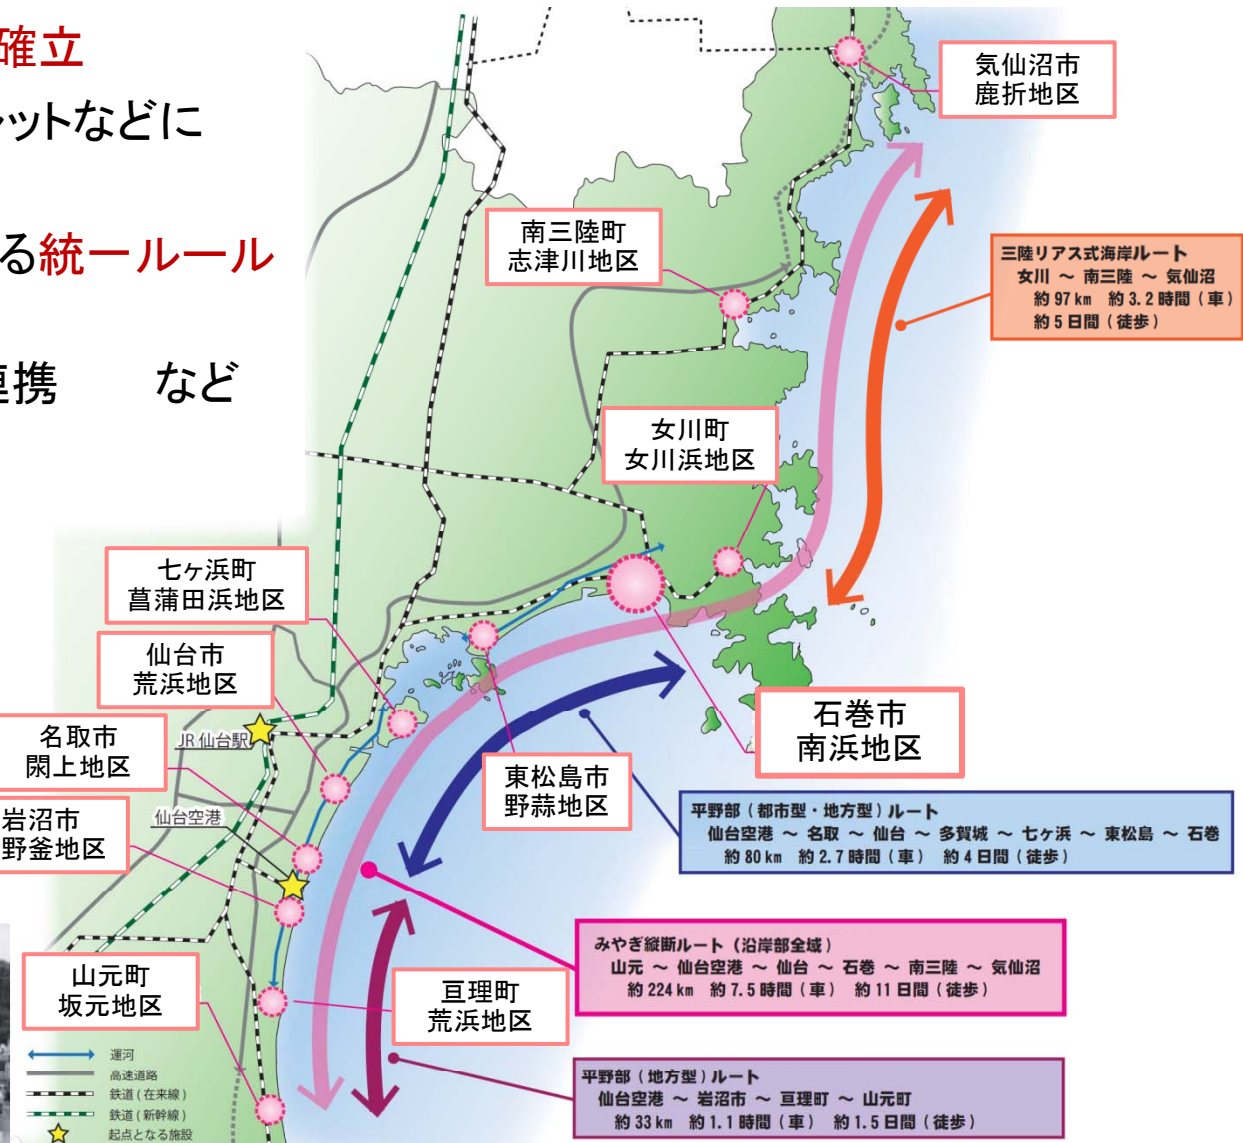 確立
レットなどに
る統一ルール
連携 など
気仙沼市
鹿折地区
南三陸町
志津川地区
三陸リアス式海岸ルート
女川 ～ 南三陸 ～ 気仙沼
約 97 km 約 3.2 時間 ( 車 )
約 5 日間 ( 徒歩 )
女川町
女川浜地区
七ヶ浜町
菖蒲田浜地区
仙台市
荒浜地区
名取市
閖上地区
JR 仙台駅
石巻市
南浜地区
東松島市
野蒜地区
岩沼市
野釜地区
仙台空港
平野部 ( 都市型・地方型 ) ルート
仙台空港 ～ 名取 ～ 仙台 ～ 多賀城 ～ 七ヶ浜 ～ 東松島 ～ 石巻
約 80 km 約 2.7 時間 ( 車 ) 約 4 日間 ( 徒歩 )
みやぎ縦断ルート ( 沿岸部全域 )
山元 ～ 仙台空港 ～ 仙台 ～ 石巻 ～ 南三陸 ～ 気仙沼
約 224 km 約 7.5 時間 ( 車 ) 約 11 日間 ( 徒歩 )
山元町
坂元地区
亘理町
荒浜地区
平野部 ( 地方型 ) ルート
仙台空港 ～ 岩沼市 ～ 亘理町 ～ 山元町
約 33 km 約 1.1 時間 ( 車 ) 約 1.5 日間 ( 徒歩 )
運河
高速道路
鉄道 ( 在来線 )
鉄道 ( 新幹線 )
起点となる施設